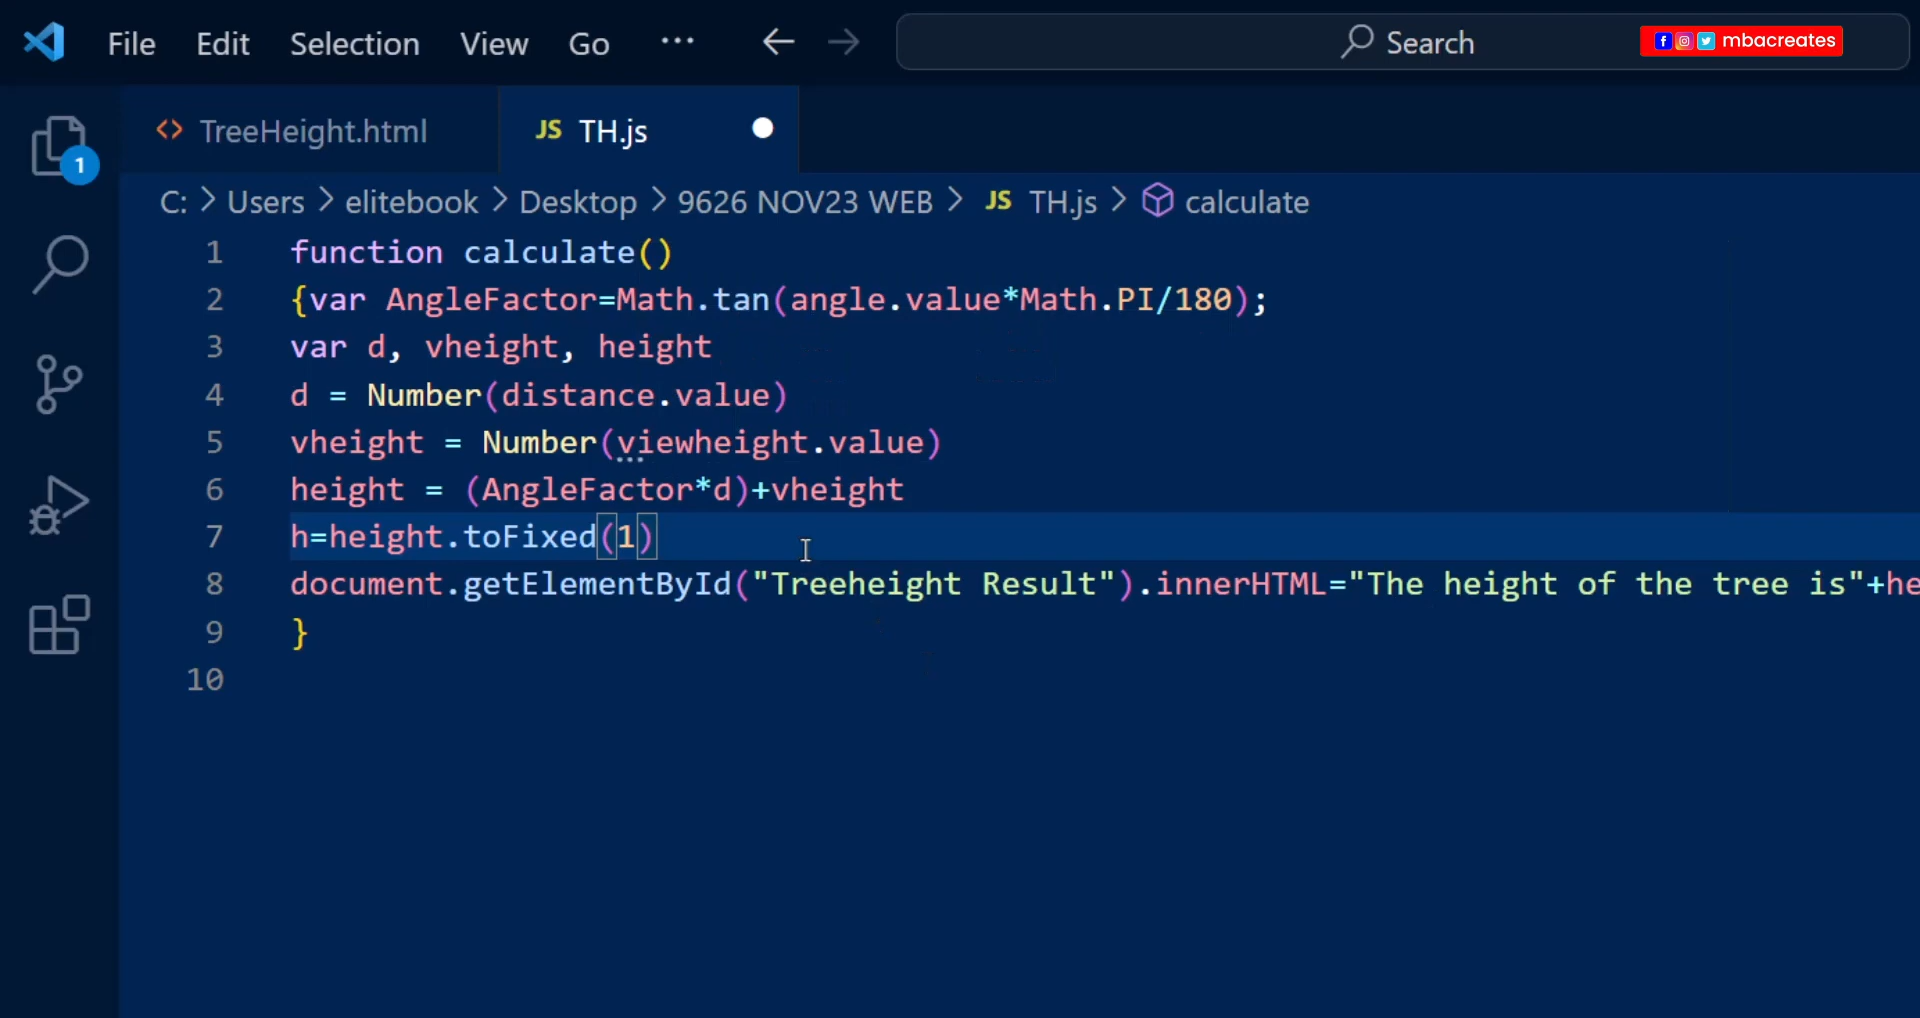 File Edit Selection View Go ··· Search mbacreates
TreeHeight.html JS TH.js
1
C: > Users > elitebook > Desktop > 9626 NOV23 WEB > JS TH.js > calculate
1 function calculate()
2 {var AngleFactor=Math.tan(angle.value*Math.PI/180);
3 var d, vheight, height
4 d = Number(distance.value)
5 vheight = Number(viewheight.value)
6 height = (AngleFactor*d)+vheight
7 h=height.toFixed(1)
8 document.getElementById("Treeheight Result").innerHTML="The height of the tree is"+he
9 }
10